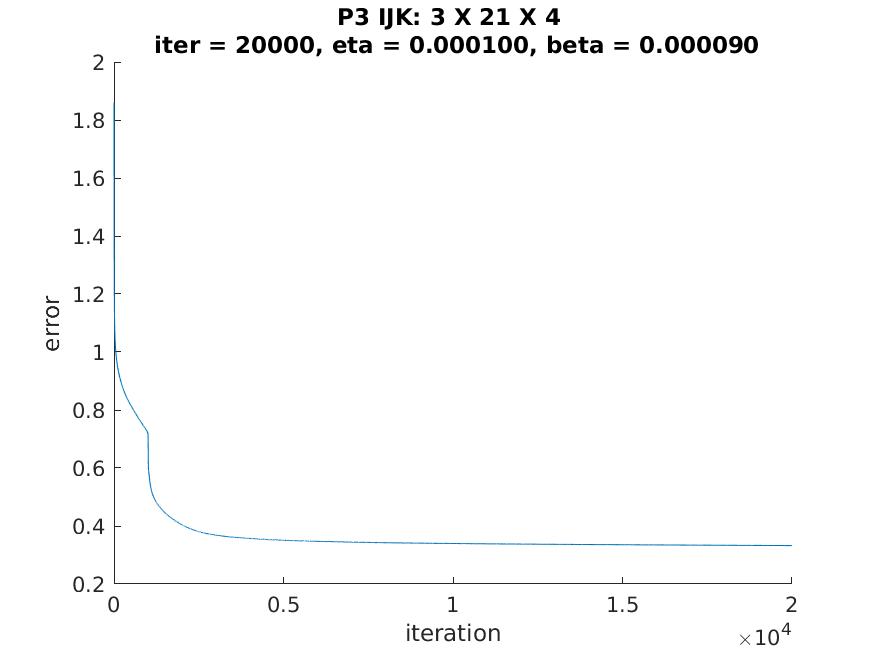 P3 IJK: 3 X 21 X 4
iter = 20000, eta = 0.000100, beta = 0.000090
2
1.8
1.6
1.4
1.2
1
0.8
0.6
0.4
0.2
error
0 0.5 1 1.5 2
iteration
×10⁴